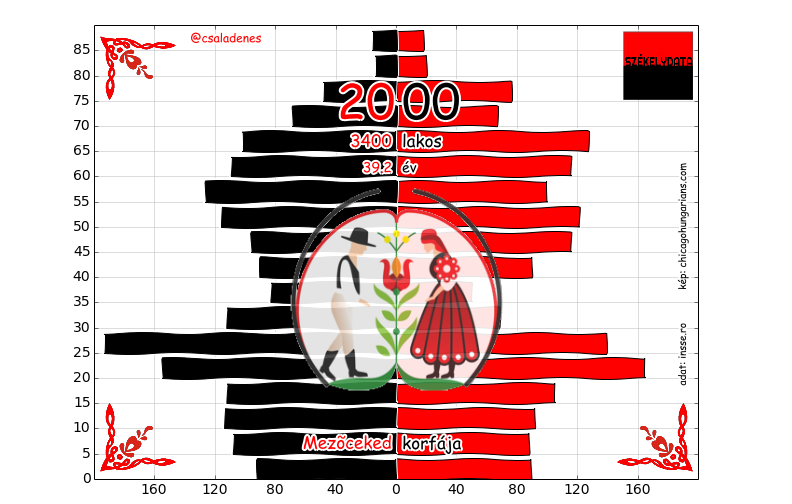 @csaladenes
SZÉKELYDATA
2000
3400 lakos
39.2 év
kép: chicagohungarians.com
adat: insse.ro
Mezőceked korfája
85
80
75
70
65
60
55
50
45
40
35
30
25
20
15
10
5
0
160 120 80 40 0 40 80 120 160